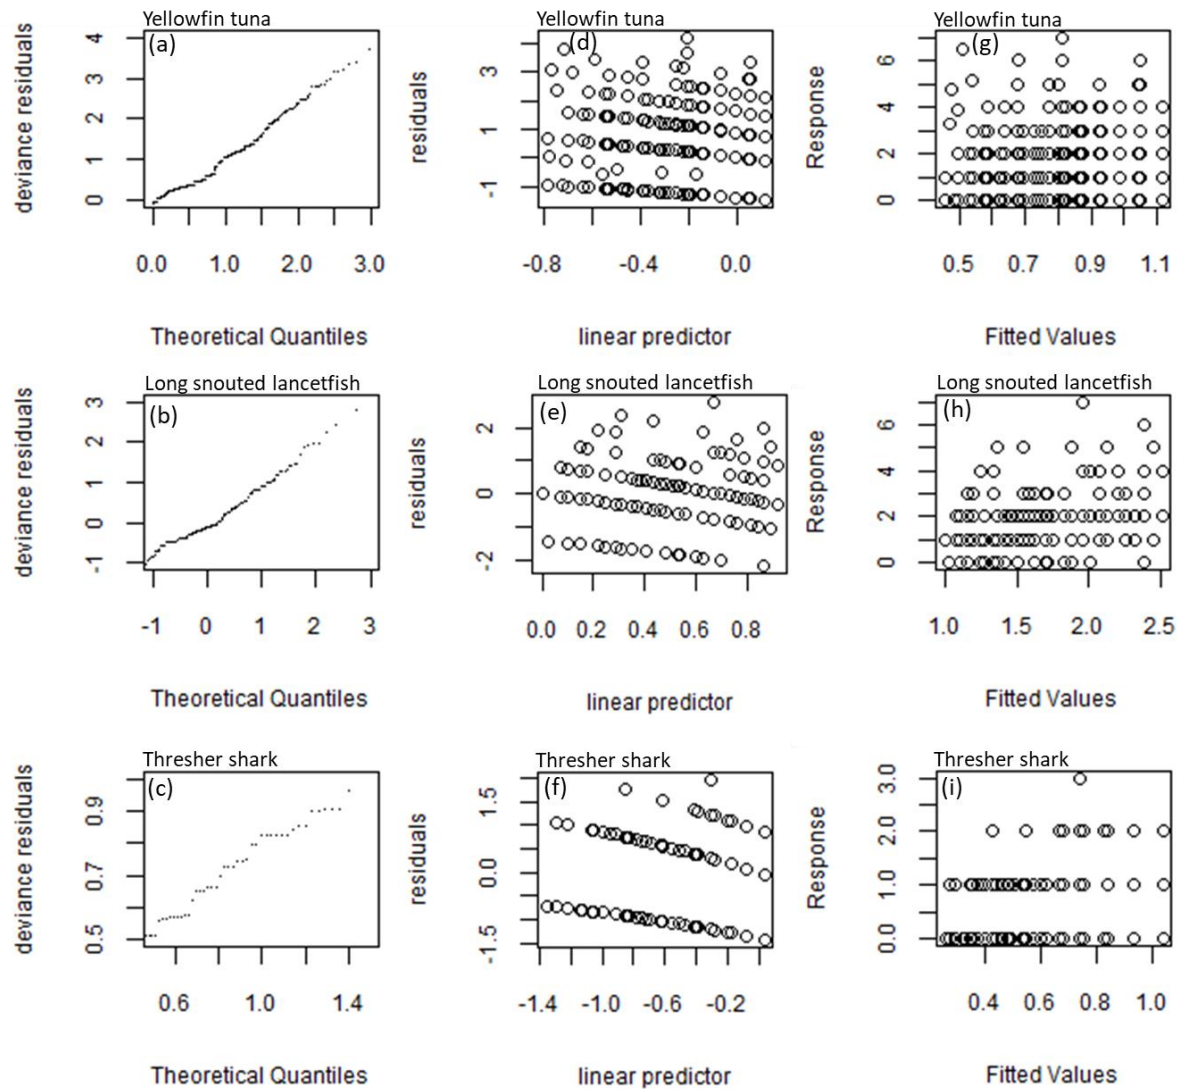 Yellowfin tuna
(a)
deviance residuals
4
3
2
1
0
0.0 1.0 2.0 3.0
Theoretical Quantiles
Yellowfin tuna
(d)
residuals
3
1
-1
-0.8 -0.4 0.0
linear predictor
Yellowfin tuna
(g)
Response
6
4
2
0
0.5 0.7 0.9 1.1
Fitted Values
Long snouted lancetfish
(b)
deviance residuals
3
2
1
0
-1
-1 0 1 2 3
Theoretical Quantiles
Long snouted lancetfish
(e)
residuals
2
0
-2
0.0 0.2 0.4 0.6 0.8
linear predictor
Long snouted lancetfish
(h)
Response
6
4
2
0
1.0 1.5 2.0 2.5
Fitted Values
Thresher shark
(c)
deviance residuals
0.9
0.7
0.5
0.6 1.0 1.4
Theoretical Quantiles
Thresher shark
(f)
residuals
1.5
0.0
-1.5
-1.4 -1.0 -0.6 -0.2
linear predictor
Thresher shark
(i)
Response
3.0
2.0
1.0
0.0
0.4 0.6 0.8 1.0
Fitted Values